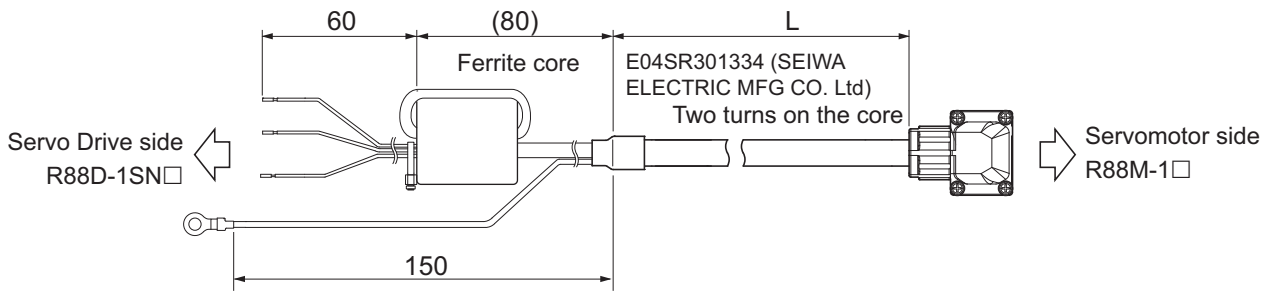 60
(80)
L
Ferrite core
E04SR301334 (SEIWA
ELECTRIC MFG CO. Ltd)
Two turns on the core
Servo Drive side
R88D-1SN□
Servomotor side
R88M-1□
150